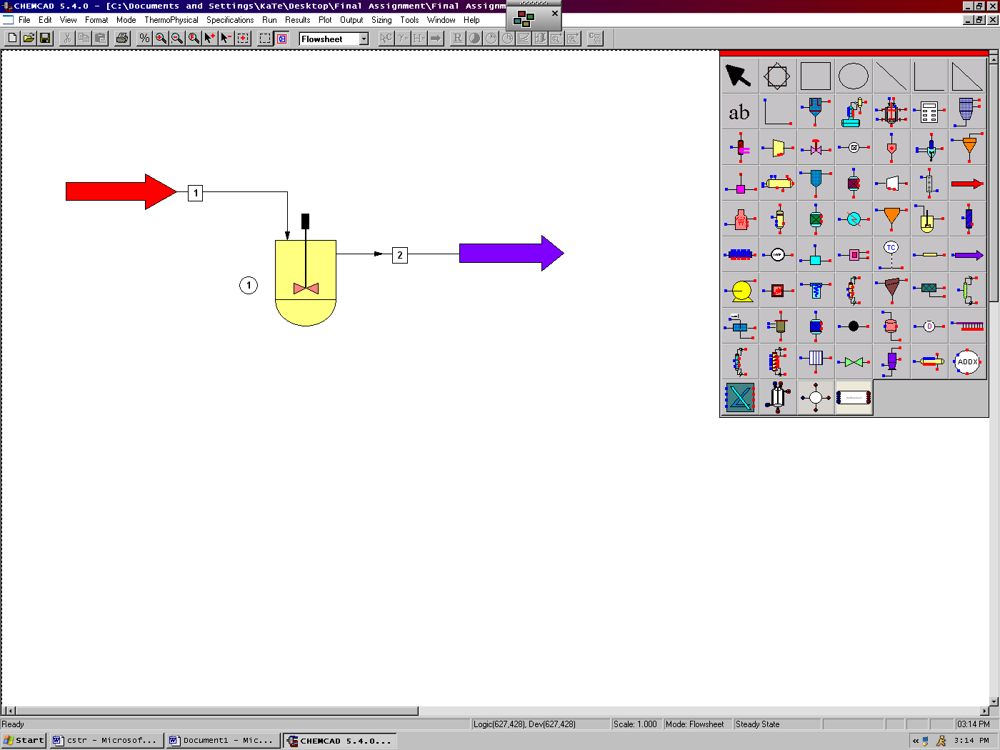 CHEMCAD 5.4.0 - [C:\Documents and Settings\KaTe\Desktop\Final Assignment\Final Assignm
File Edit View Format Mode ThermoPhysical Specifications Run Results Plot Output Sizing Tools Window Help
% Flowsheet C γ= H= R
ab
1
2
1
TC
D
ADDX
Ready Logic(627,428), Dev(627,428) Scale: 1.000 Mode: Flowsheet Steady State 03:14 PM
Start cstr - Microsof... Document1 - Mic... CHEMCAD 5.4.0... « 3:14 PM